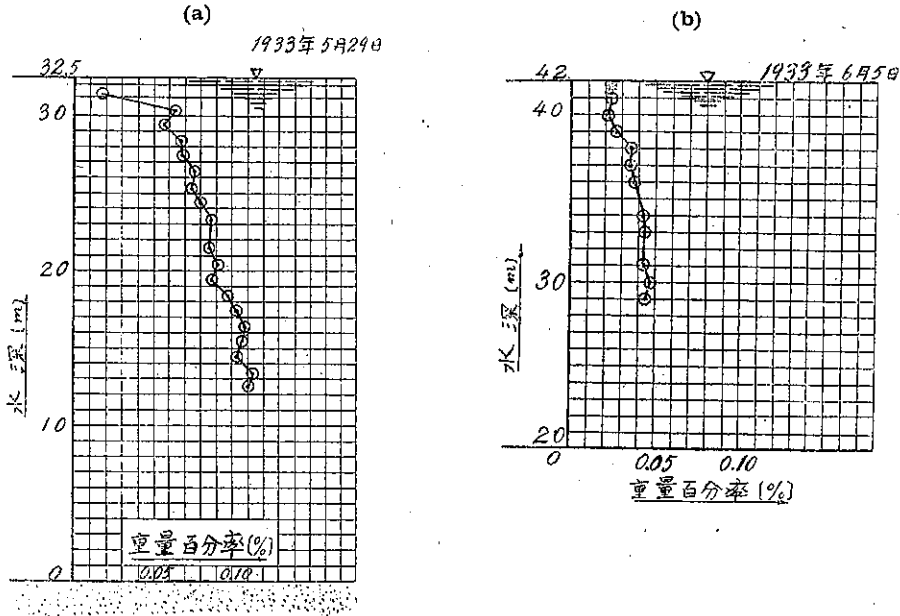 (a)
1933年5月29日
32.5
30
20
10
0
水深(m)
重量百分率(%)
0.05 0.10
(b)
1933年6月5日
42
40
30
20
水深(m)
0 0.05 0.10
重量百分率(%)